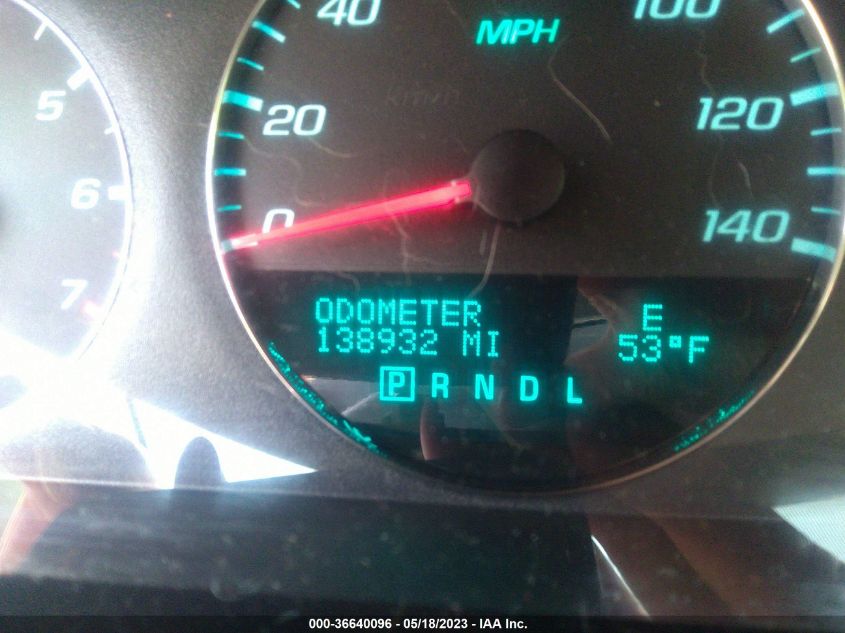 40
MPH
100
km/h
20
120
5
6
0
140
7
ODOMETER
E
138932 MI
53°F
P R N D L
000-36640096 - 05/18/2023 - IAA Inc.